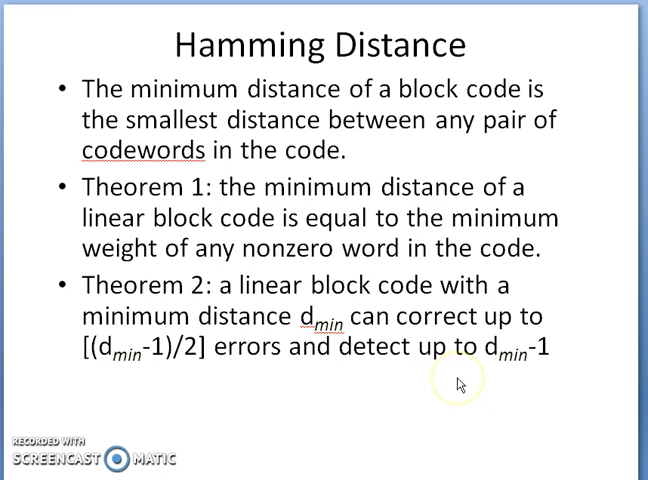 Hamming Distance
• The minimum distance of a block code is
the smallest distance between any pair of
codewords in the code.
• Theorem 1: the minimum distance of a
linear block code is equal to the minimum
weight of any nonzero word in the code.
• Theorem 2: a linear block code with a
minimum distance dmin can correct up to
[(dmin-1)/2] errors and detect up to dmin-1
RECORDED WITH
SCREENCAST MATIC